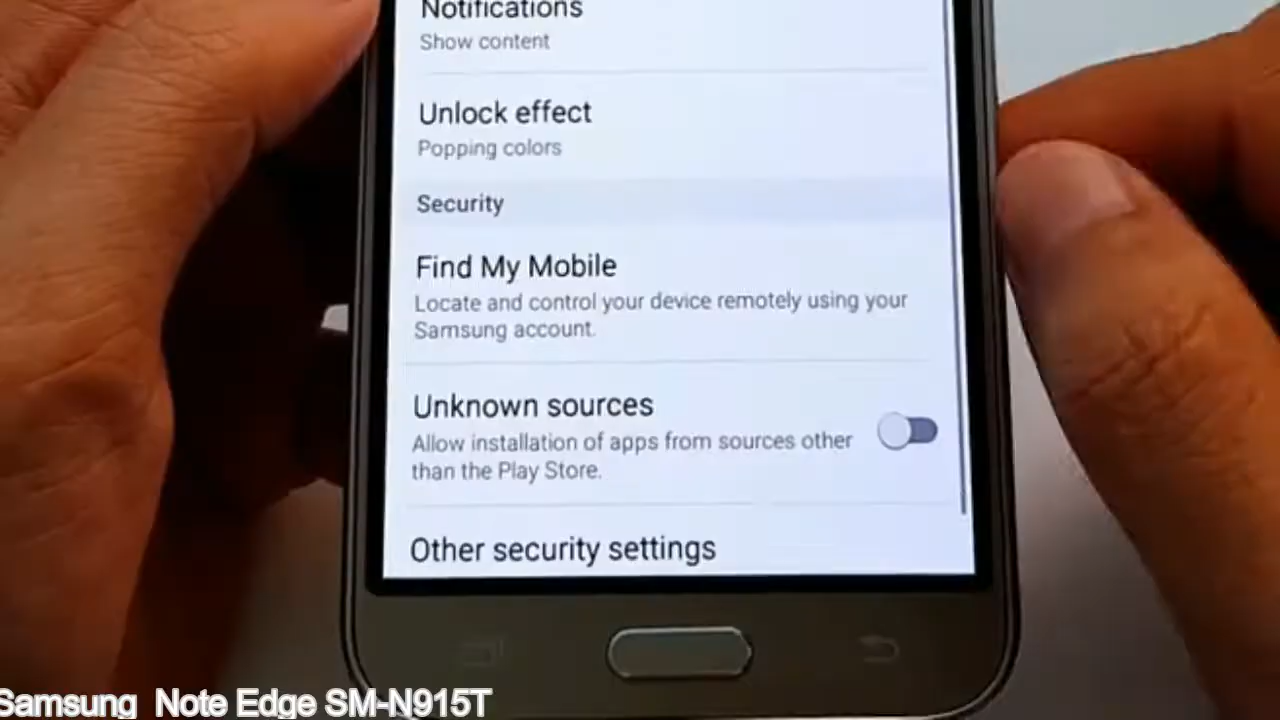 Notifications
Show content
Unlock effect
Popping colors
Security
Find My Mobile
Locate and control your device remotely using your
Samsung account.
Unknown sources
Allow installation of apps from sources other
than the Play Store.
Other security settings
Samsung Note Edge SM-N915T